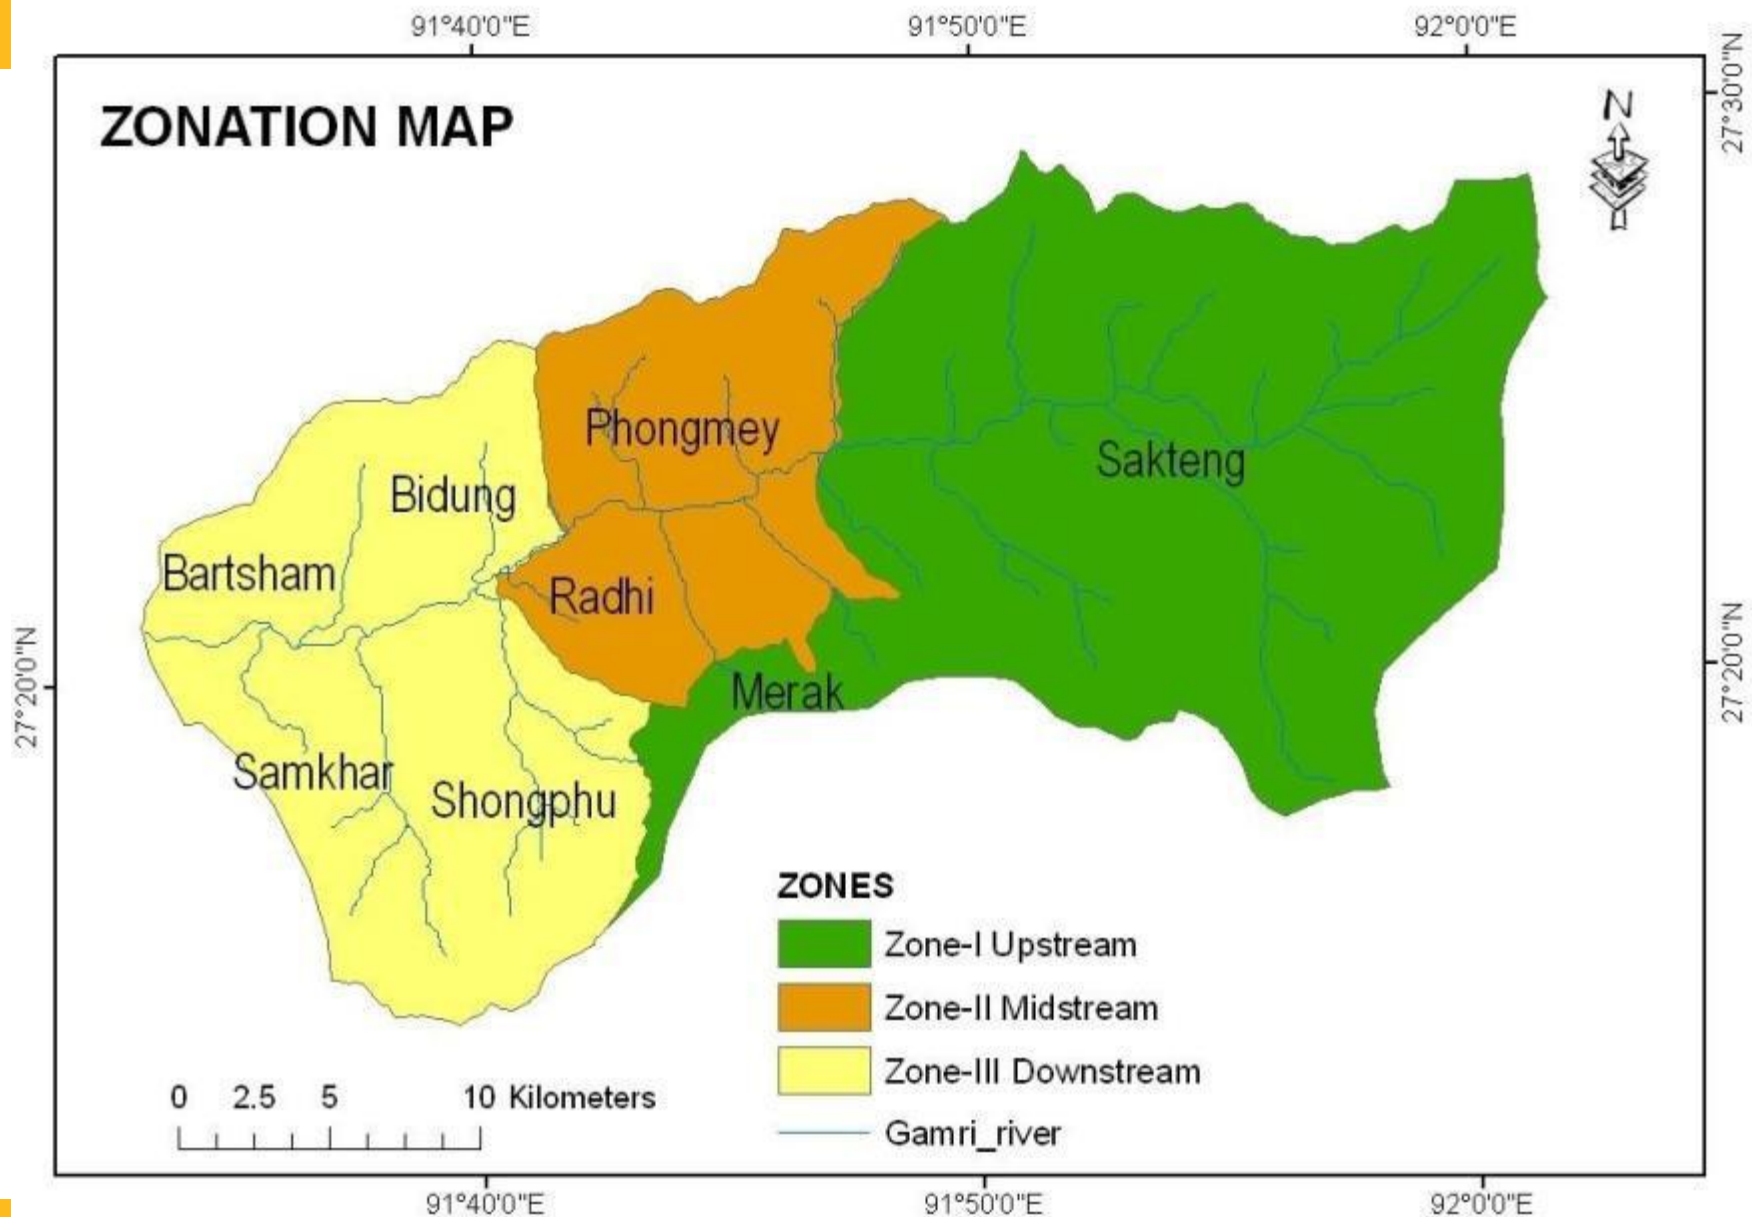 91°40'0"E 91°50'0"E 92°0'0"E
27°30'0"N
ZONATION MAP
N
Phongmey
Sakteng
Bidung
Bartsham
Radhi
27°20'0"N
27°20'0"N
Merak
Samkhar
Shongphu
ZONES
Zone-I Upstream
Zone-II Midstream
Zone-III Downstream
Gamri_river
0 2.5 5 10 Kilometers
91°40'0"E 91°50'0"E 92°0'0"E